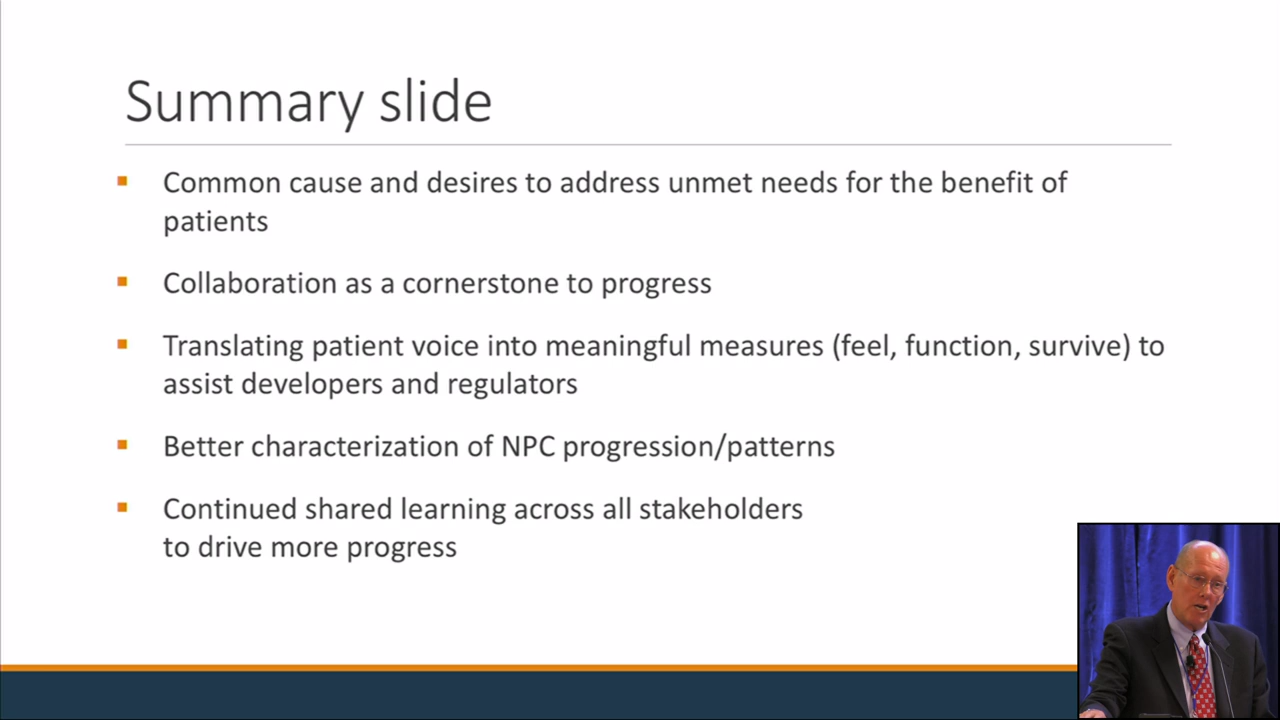 Summary slide
Common cause and desires to address unmet needs for the benefit of
patients
Collaboration as a cornerstone to progress
Translating patient voice into meaningful measures (feel, function, survive) to
assist developers and regulators
Better characterization of NPC progression/patterns
Continued shared learning across all stakeholders
to drive more progress